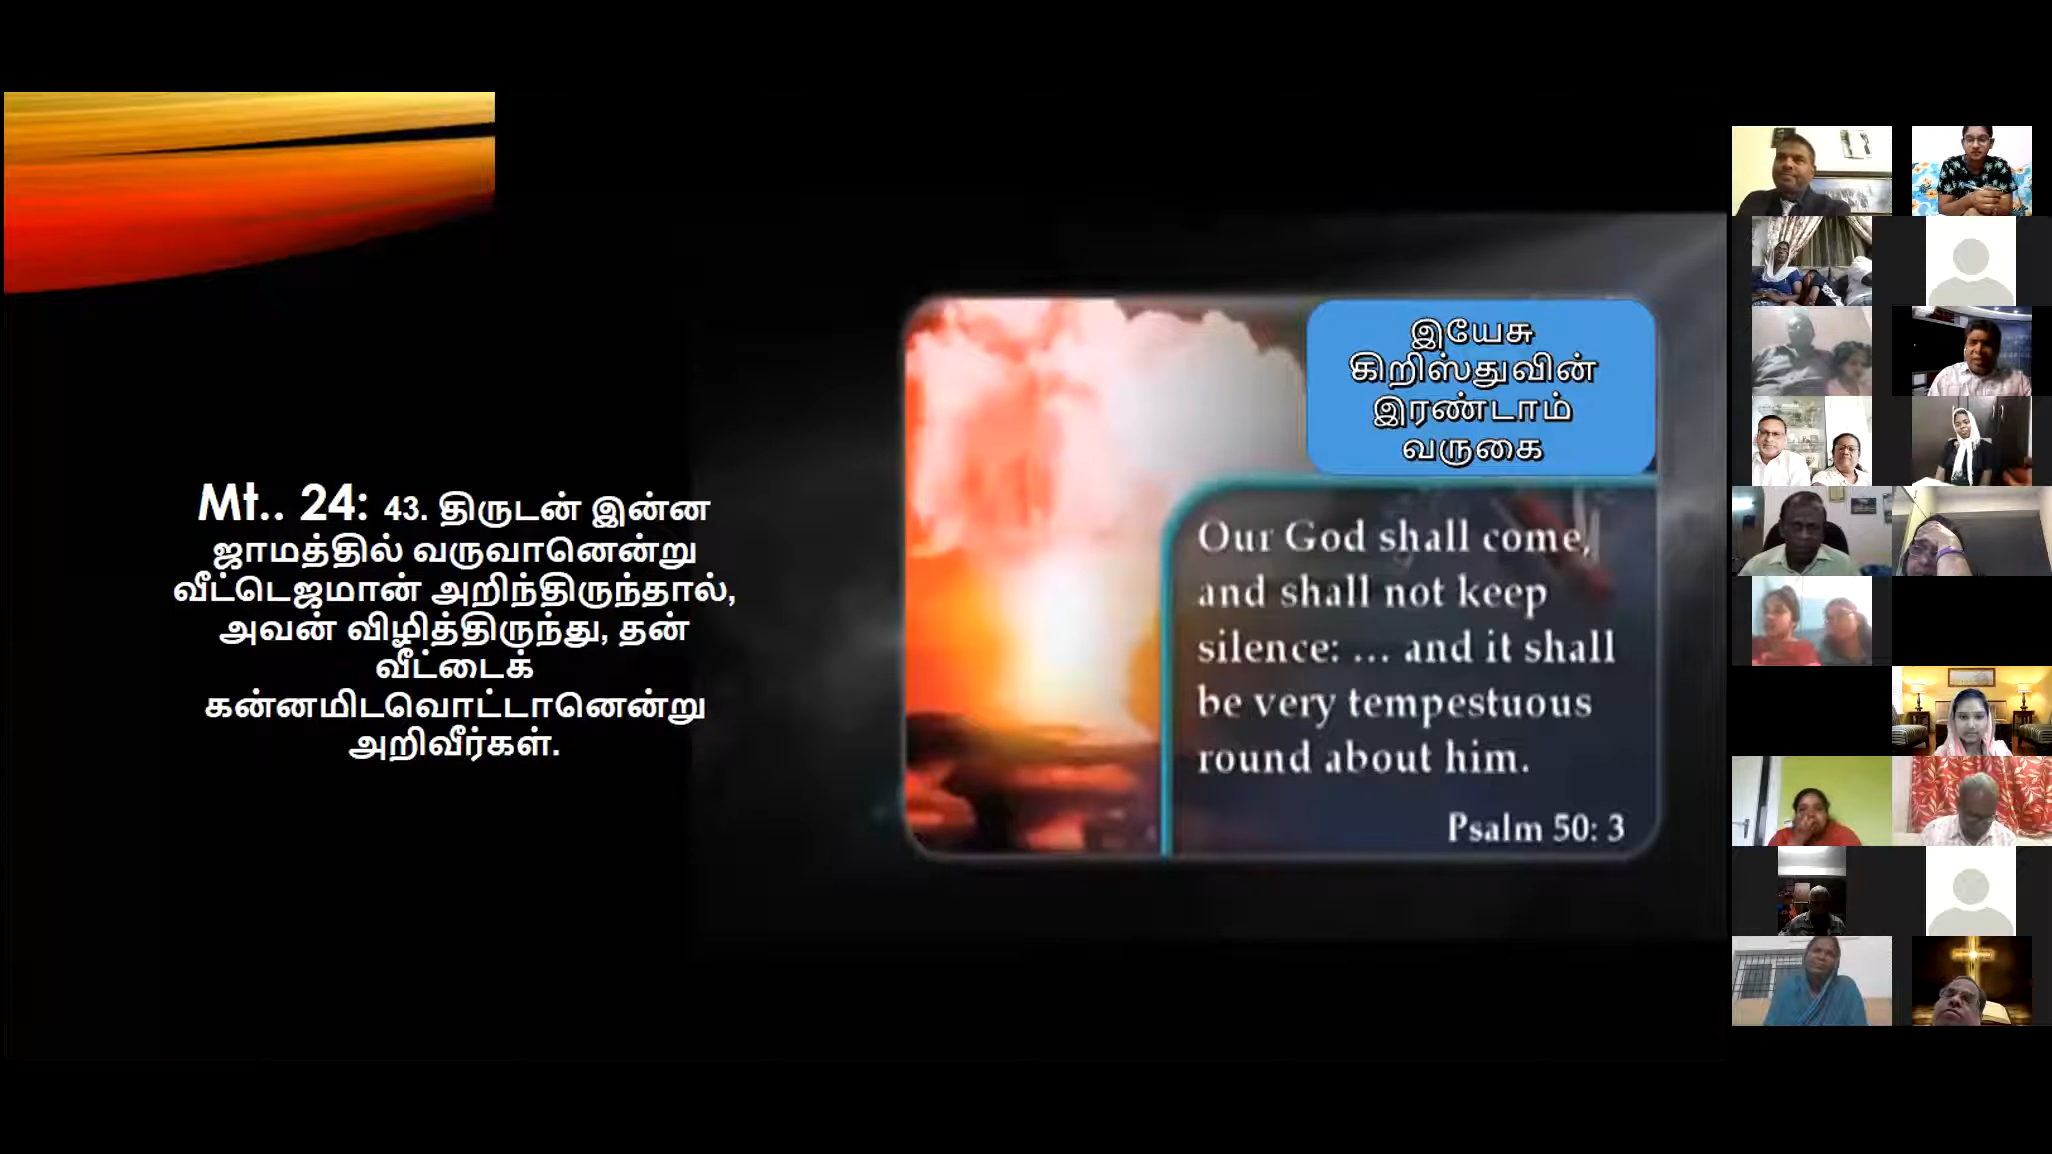 Mt.. 24: 43. திருடன் இன்ன
ஜாமத்தில் வருவானென்று
வீட்டெஜமான் அறிந்திருந்தால்,
அவன் விழித்திருந்து, தன்
வீட்டைக்
கன்னமிடவொட்டானென்று
அறிவீர்கள்.
இயேசு
கிறிஸ்துவின்
இரண்டாம்
வருகை
Our God shall come,
and shall not keep
silence: ... and it shall
be very tempestuous
round about him.
Psalm 50: 3